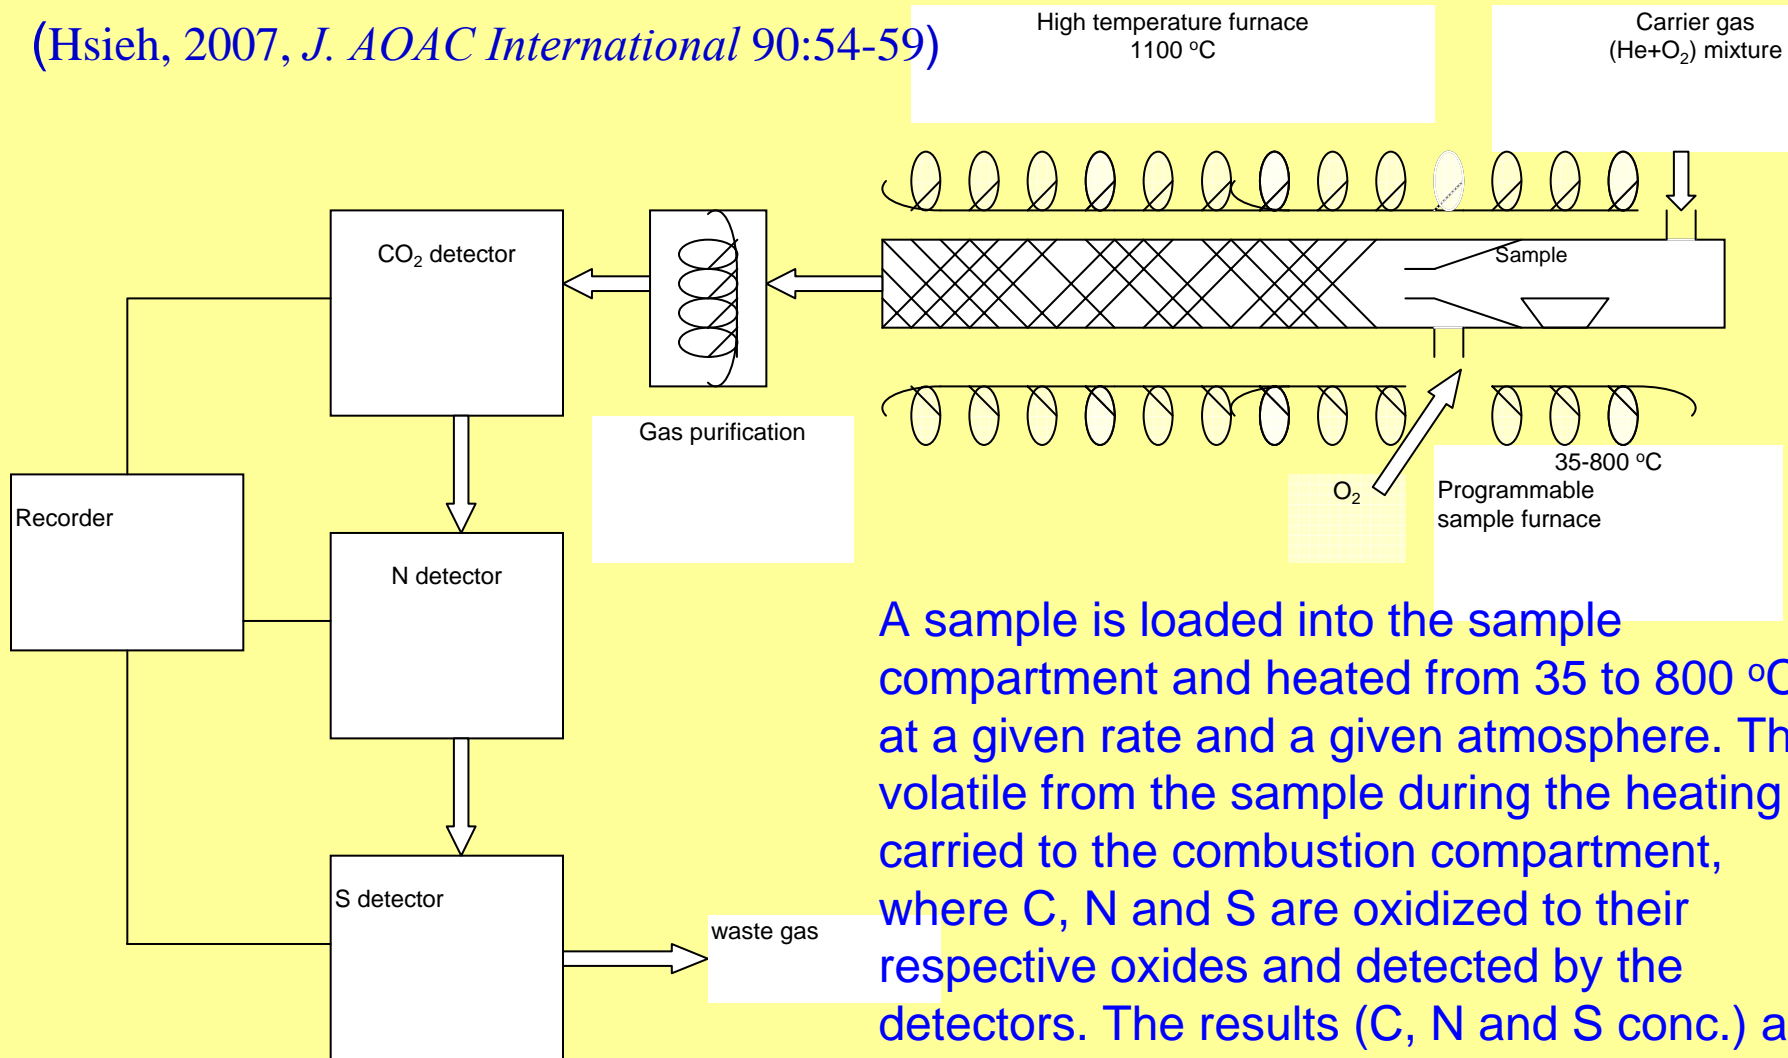 (Hsieh, 2007, J. AOAC International 90:54-59)
High temperature furnace
1100 °C
Carrier gas
(He+O₂) mixture
Sample
CO₂ detector
Gas purification
35-800 °C
Programmable
sample furnace
O₂
Recorder
N detector
S detector
waste gas
A sample is loaded into the sample
compartment and heated from 35 to 800 °C
at a given rate and a given atmosphere. Th
volatile from the sample during the heating
carried to the combustion compartment,
where C, N and S are oxidized to their
respective oxides and detected by the
detectors. The results (C, N and S conc.) a